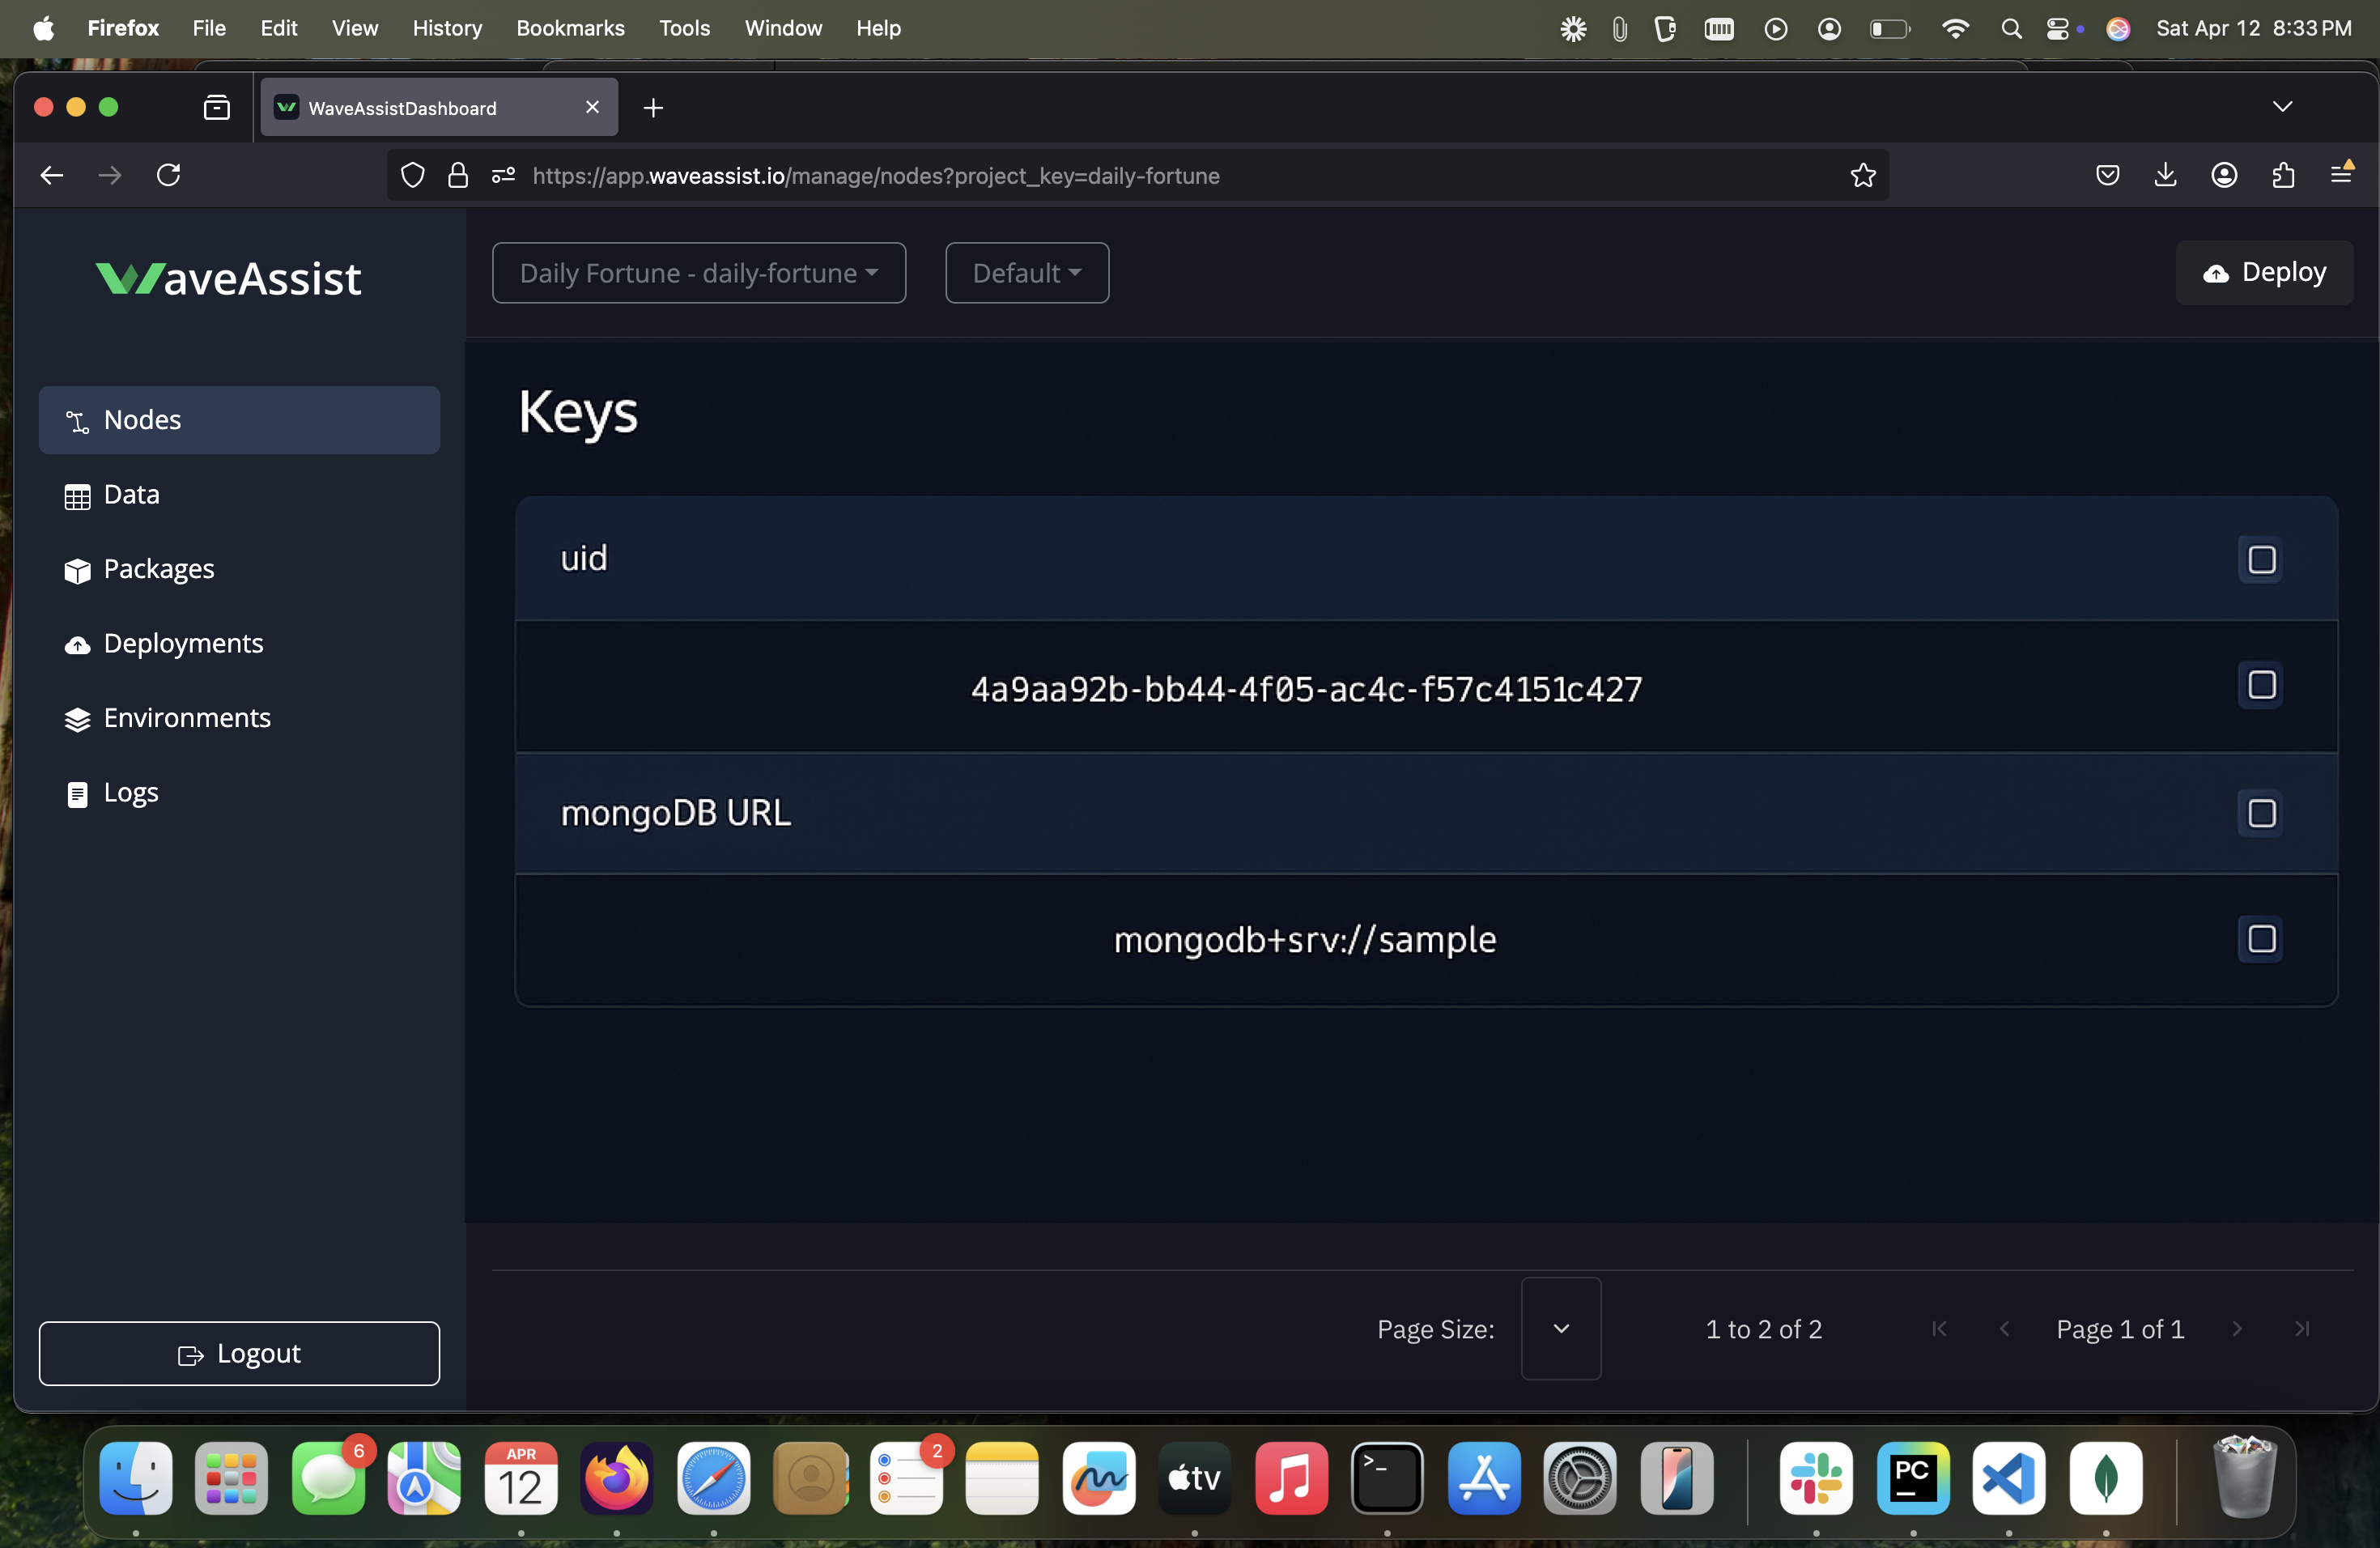 Firefox File Edit View History Bookmarks Tools Window Help Sat Apr 12 8:33 PM
WaveAssistDashboard
https://app.waveassist.io/manage/nodes?project_key=daily-fortune
WaveAssist
Daily Fortune - daily-fortune
Default
Deploy
Nodes
Data
Packages
Deployments
Environments
Logs
Logout
Keys
uid
4a9aa92b-bb44-4f05-ac4c-f57c4151c427
mongoDB URL
mongodb+srv://sample
Page Size:
1 to 2 of 2
Page 1 of 1
6
APR
12
2
tv
>_
PC